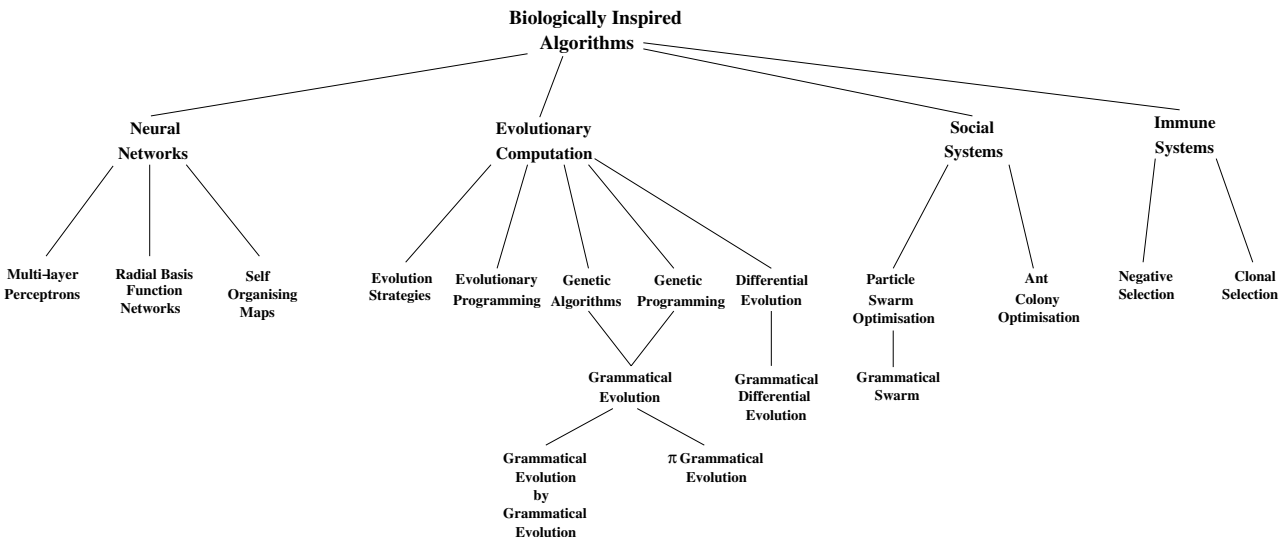 Biologically Inspired
Algorithms
Neural
Networks
Evolutionary
Computation
Social
Systems
Immune
Systems
Multi-layer
Perceptrons
Radial Basis
Function
Networks
Self
Organising
Maps
Evolution
Strategies
Evolutionary
Programming
Genetic
Algorithms
Genetic
Programming
Differential
Evolution
Particle
Swarm
Optimisation
Ant
Colony
Optimisation
Negative
Selection
Clonal
Selection
Grammatical
Evolution
Grammatical
Differential
Evolution
Grammatical
Swarm
Grammatical
Evolution
by
Grammatical
Evolution
π Grammatical
Evolution